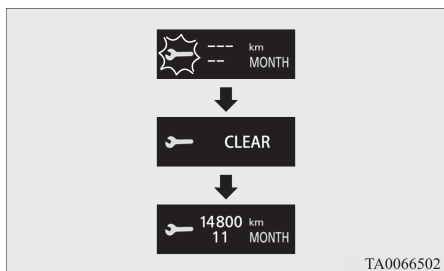 --- km
-- MONTH
CLEAR
14800 km
11 MONTH
TA0066502